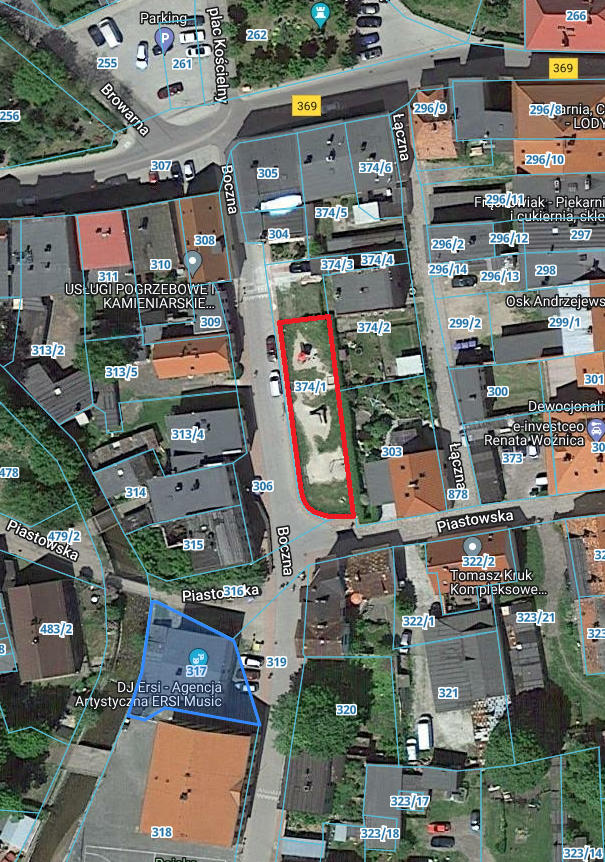 266
Parking
P
255
261
262
plac Kościelny
369
369
256
Browarna
Łączna
296/9
296/8
296/10
- LODY
307
Boczna
305
374/6
374/5
304
374/3
374/4
296/11
296/2
296/12
297
296/14
296/13
298
i cukiernia, skle
308
310
311
USŁUGI POGRZEBOWE I
KAMIENIARSKIE...
309
313/2
313/5
374/2
299/2
299/1
Osk Andrzejews
374/1
300
301
Dewocjonali
e-investceo
Renata Woźnica
313/4
303
373
478
314
306
Łączna
878
Piastowska
479/2
Piastowska
315
Boczna
322/2
Tomasz Kruk
Kompleksowe...
316
Piastowska
483/2
322/1
323/21
317
319
DJ Ersi - Agencja
Artystyczna ERSI Music
320
321
318
323/17
323/18
323/14